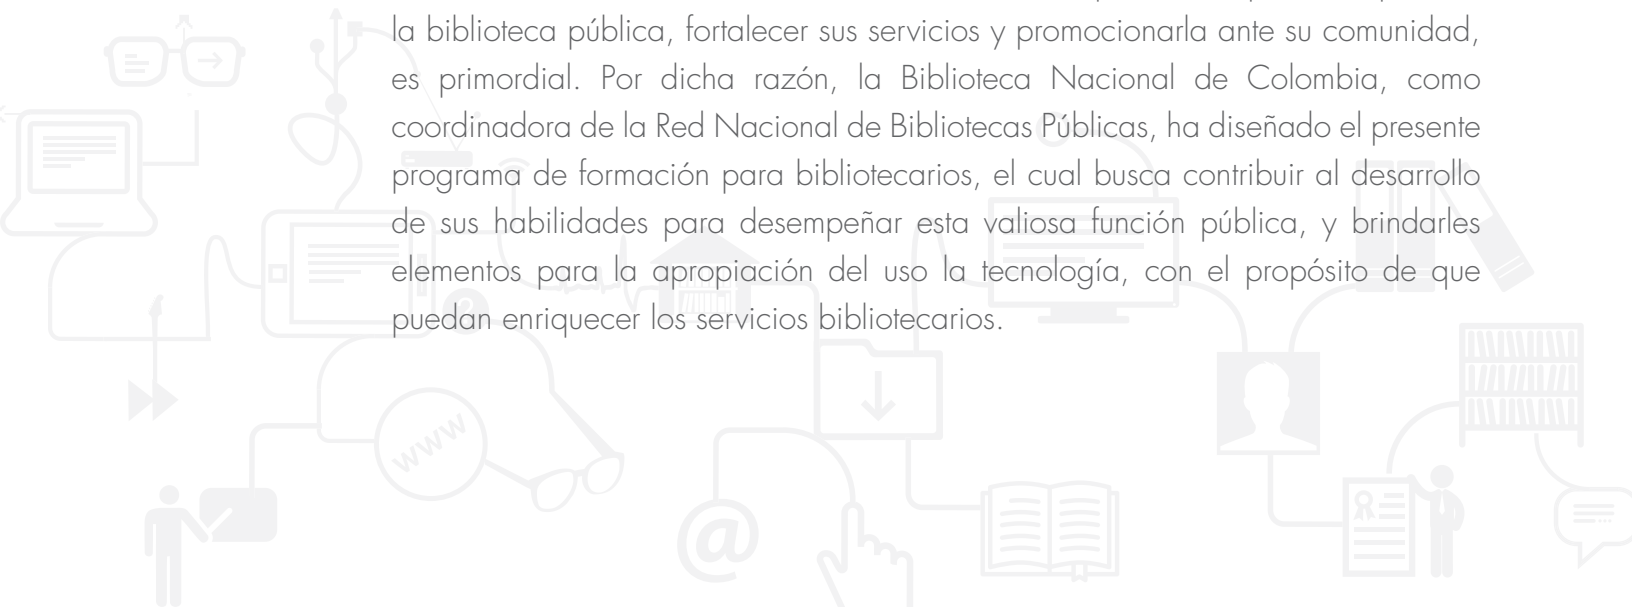 la biblioteca pública, fortalecer sus servicios y promocionarla ante su comunidad,
es primordial. Por dicha razón, la Biblioteca Nacional de Colombia, como
coordinadora de la Red Nacional de Bibliotecas Públicas, ha diseñado el presente
programa de formación para bibliotecarios, el cual busca contribuir al desarrollo
de sus habilidades para desempeñar esta valiosa función pública, y brindarles
elementos para la apropiación del uso la tecnología, con el propósito de que
puedan enriquecer los servicios bibliotecarios.
www
@